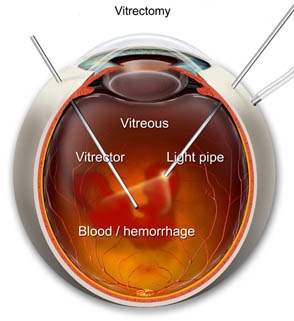 Vitrectomy
Vitreous
Vitrector
Light pipe
Blood / hemorrhage